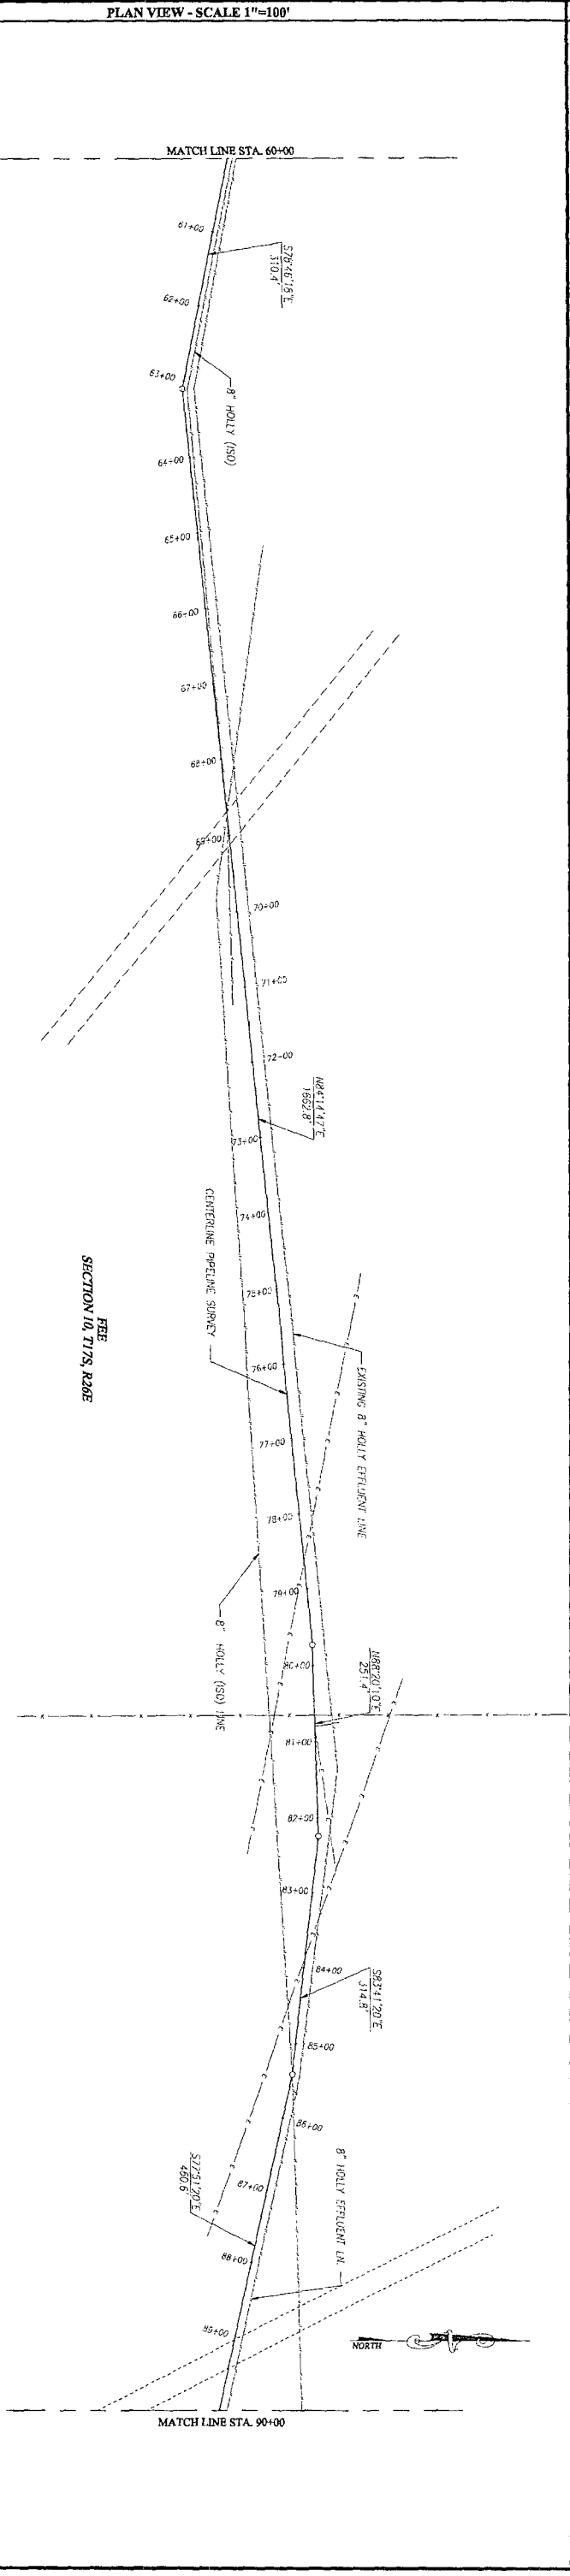 PLAN VIEW - SCALE 1"=100'
MATCH LINE STA. 60+00
61+00
S78°46'18"E
310.4'
62+00
63+00
8" HOLLY (ISO)
64+00
65+00
66+00
67+00
68+00
69+00
70+00
71+00
72+00
N84°14'47"E
1662.8'
73+00
74+00
CENTERLINE PIPELINE SURVEY
FEE
SECTION 10, T17S, R26E
75+00
76+00
EXISTING 8" HOLLY EFFLUENT LINE
77+00
78+00
79+00
8" HOLLY (ISO) LINE
80+00
N88°20'10"E
251.4'
81+00
82+00
83+00
84+00
S83°41'20"E
314.8'
85+00
86+00
8" HOLLY EFFLUENT LN.
87+00
S77°51'20"E
460.6'
88+00
89+00
NORTH
MATCH LINE STA. 90+00